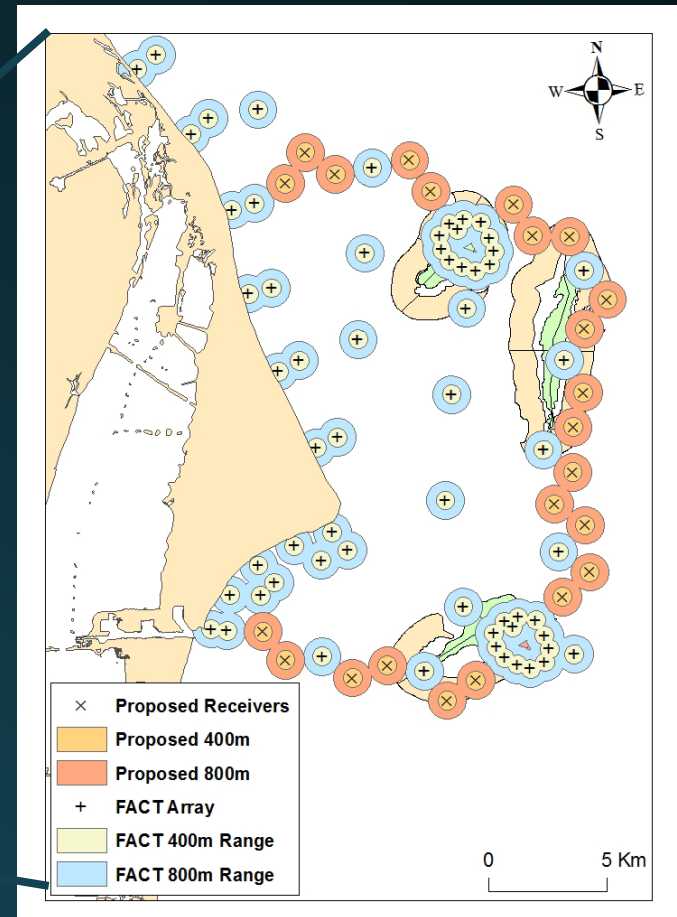 N
W E
S
Proposed Receivers
Proposed 400m
Proposed 800m
FACT Array
FACT 400m Range
FACT 800m Range
0 5 Km